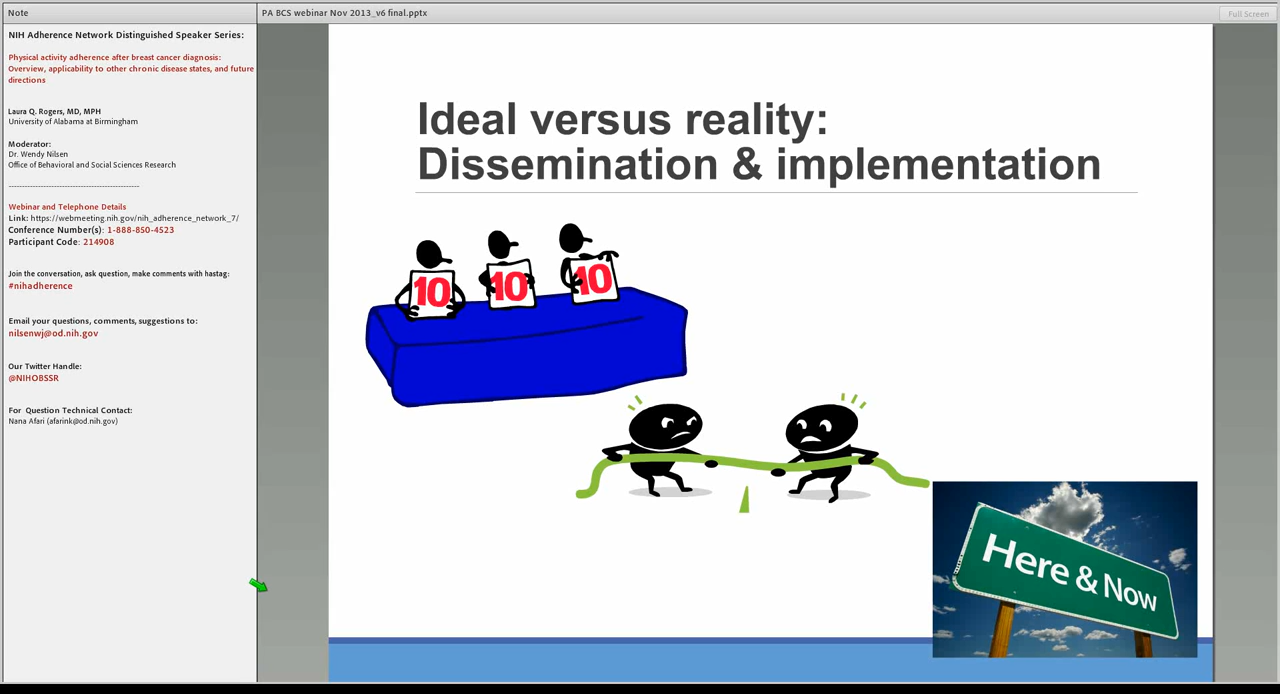 Note
NIH Adherence Network Distinguished Speaker Series:
Physical activity adherence after breast cancer diagnosis:
Overview, applicability to other chronic disease states, and future
directions
Laura Q. Rogers, MD, MPH
University of Alabama at Birmingham
Moderator:
Dr. Wendy Nilsen
Office of Behavioral and Social Sciences Research
----------------------------------------------------
Webinar and Telephone Details
Link: https://webmeeting.nih.gov/nih_adherence_network_7/
Conference Number(s): 1-888-850-4523
Participant Code: 214908
Join the conversation, ask question, make comments with hastag:
#nihadherence
Email your questions, comments, suggestions to:
nilsenwj@od.nih.gov
Our Twitter Handle:
@NIHOBSSR
For Question Technical Contact:
Nana Afari (afarink@od.nih.gov)
PA BCS webinar Nov 2013_v6 final.pptx
Full Screen
Ideal versus reality:
Dissemination & implementation
10 10 10
Here & Now